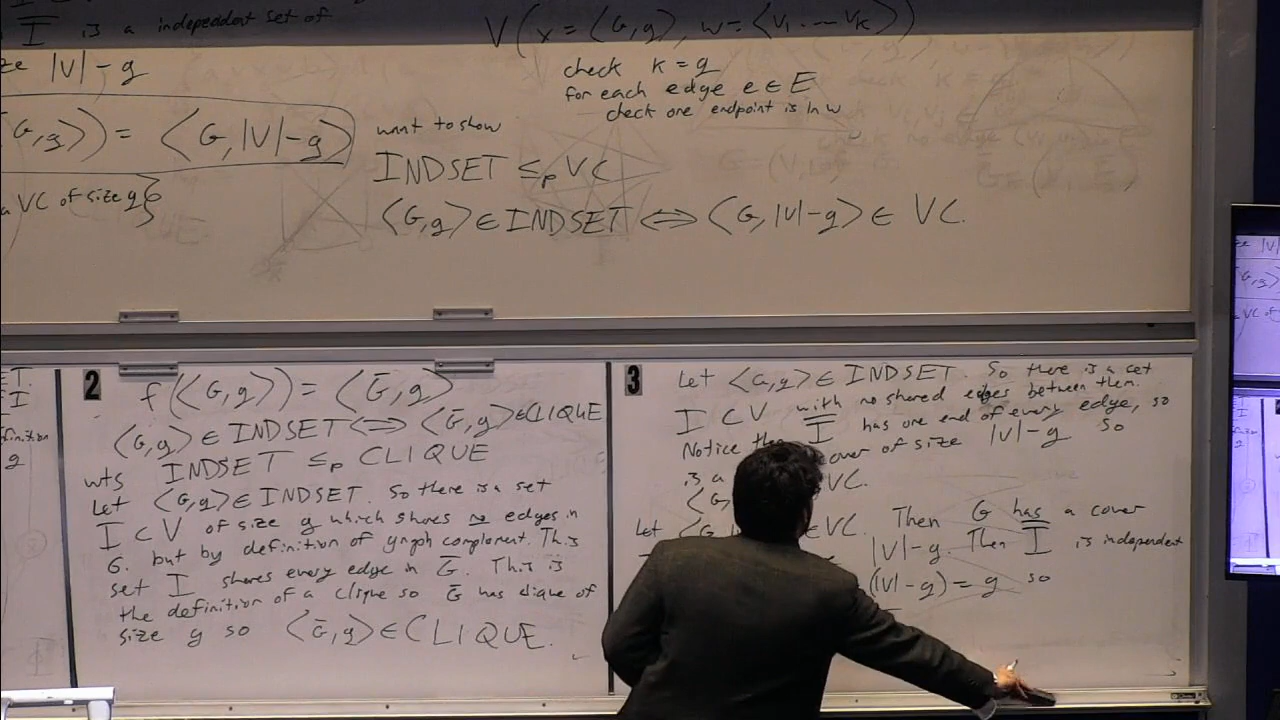 I is a independent set of
ze |V|-g
G,g⟩) = ⟨G,|V|-g⟩
a VC of size g}
V(x = ⟨G,g⟩, w = ⟨V₁ ... Vₖ⟩)
check k = g
for each edge e ∈ E
check one endpoint is in w
want to show
INDSET ≤ₚ VC
⟨G,g⟩ ∈ INDSET ⟺ ⟨G,|V|-g⟩ ∈ VC.
2
f(⟨G,g⟩) = ⟨Ḡ,g⟩
⟨G,g⟩ ∈ INDSET ⟺ ⟨Ḡ,g⟩ ∈ CLIQUE
wts INDSET ≤ₚ CLIQUE
Let ⟨G,g⟩ ∈ INDSET. So there is a set
I ⊂ V of size g which shares no edges in
G. but by definition of graph complement. This
set I shares every edge in Ḡ. This is
the definition of a clique so Ḡ has clique of
size g so ⟨Ḡ,g⟩ ∈ CLIQUE.
3
Let ⟨G,g⟩ ∈ INDSET. So there is a set
I ⊂ V with no shared edges between them.
Notice Ī has one end of every edge, so
is a cover of size |V|-g so
⟨G, VC.
Let ⟨G ∈ VC. Then G has a cover
|V|-g. Then Ī is independent
(|V|-g) = g so